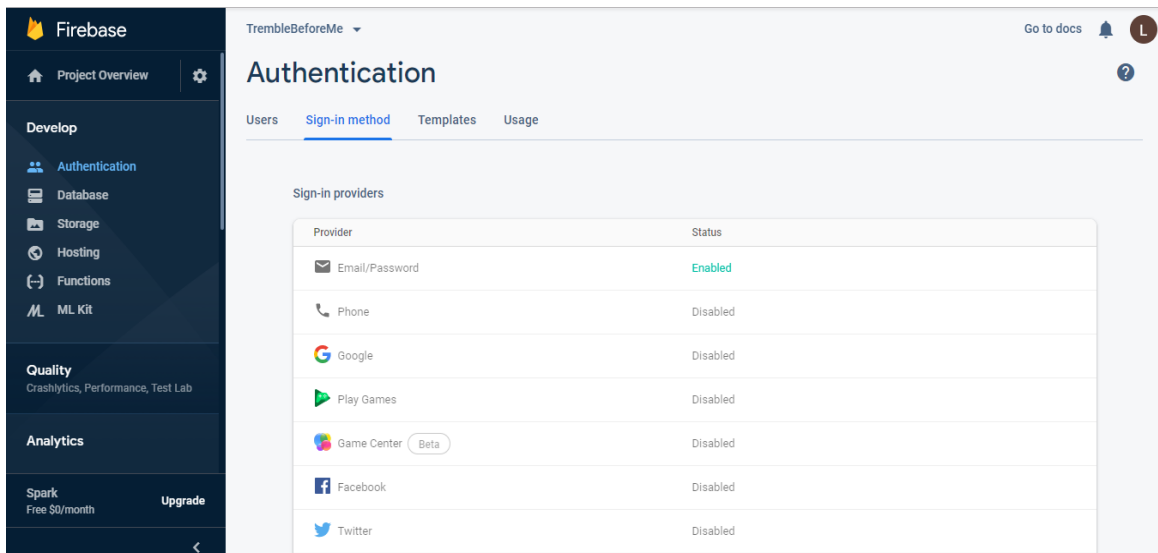 Firebase
Project Overview
Develop
Authentication
Database
Storage
Hosting
Functions
ML Kit
Quality
Crashlytics, Performance, Test Lab
Analytics
Spark
Free $0/month
Upgrade
TrembleBeforeMe
Go to docs
L
Authentication
Users Sign-in method Templates Usage
Sign-in providers
Provider Status
Email/Password Enabled
Phone Disabled
Google Disabled
Play Games Disabled
Game Center Beta Disabled
Facebook Disabled
Twitter Disabled